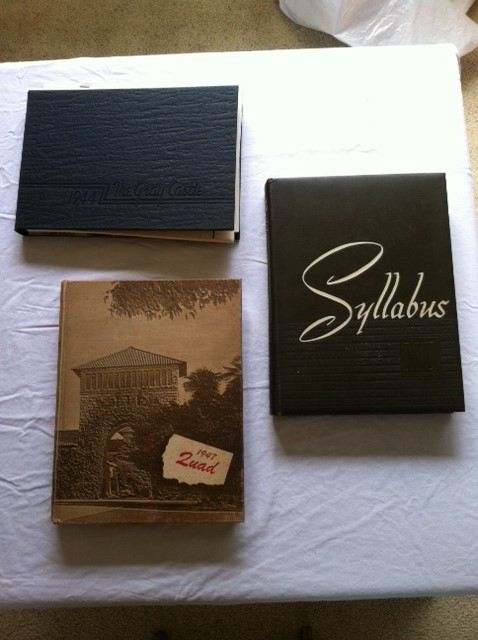 1944 The Gray Castle
Syllabus
1947
Quad